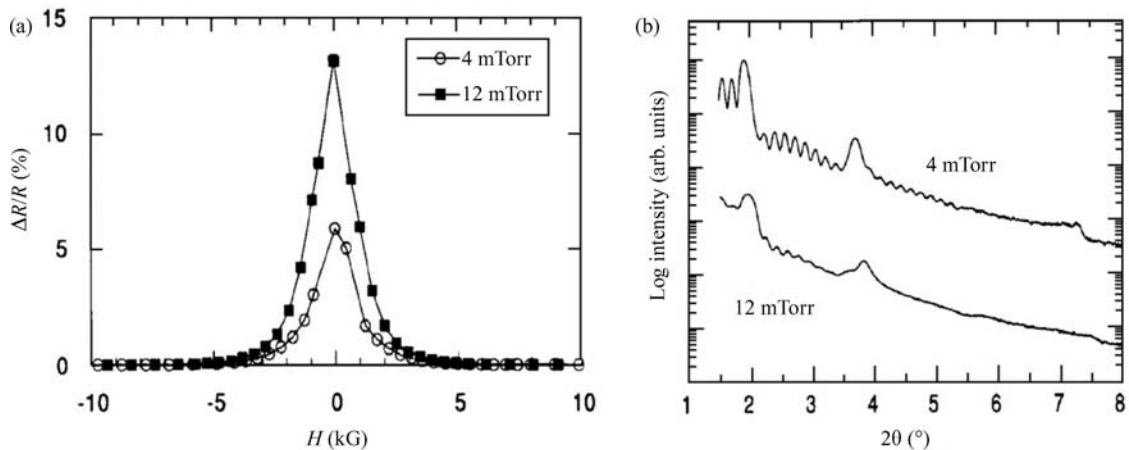 (a)
15
10
5
0
ΔR/R (%)
4 mTorr
12 mTorr
-10
-5
0
5
10
H (kG)
(b)
Log intensity (arb. units)
4 mTorr
12 mTorr
1
2
3
4
5
6
7
8
2θ (°)